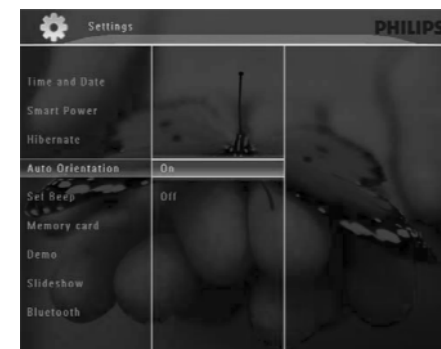 Settings
PHILIPS
Time and Date
Smart Power
Hibernate
Auto Orientation
On
Set Beep
Off
Memory card
Demo
Slideshow
Bluetooth